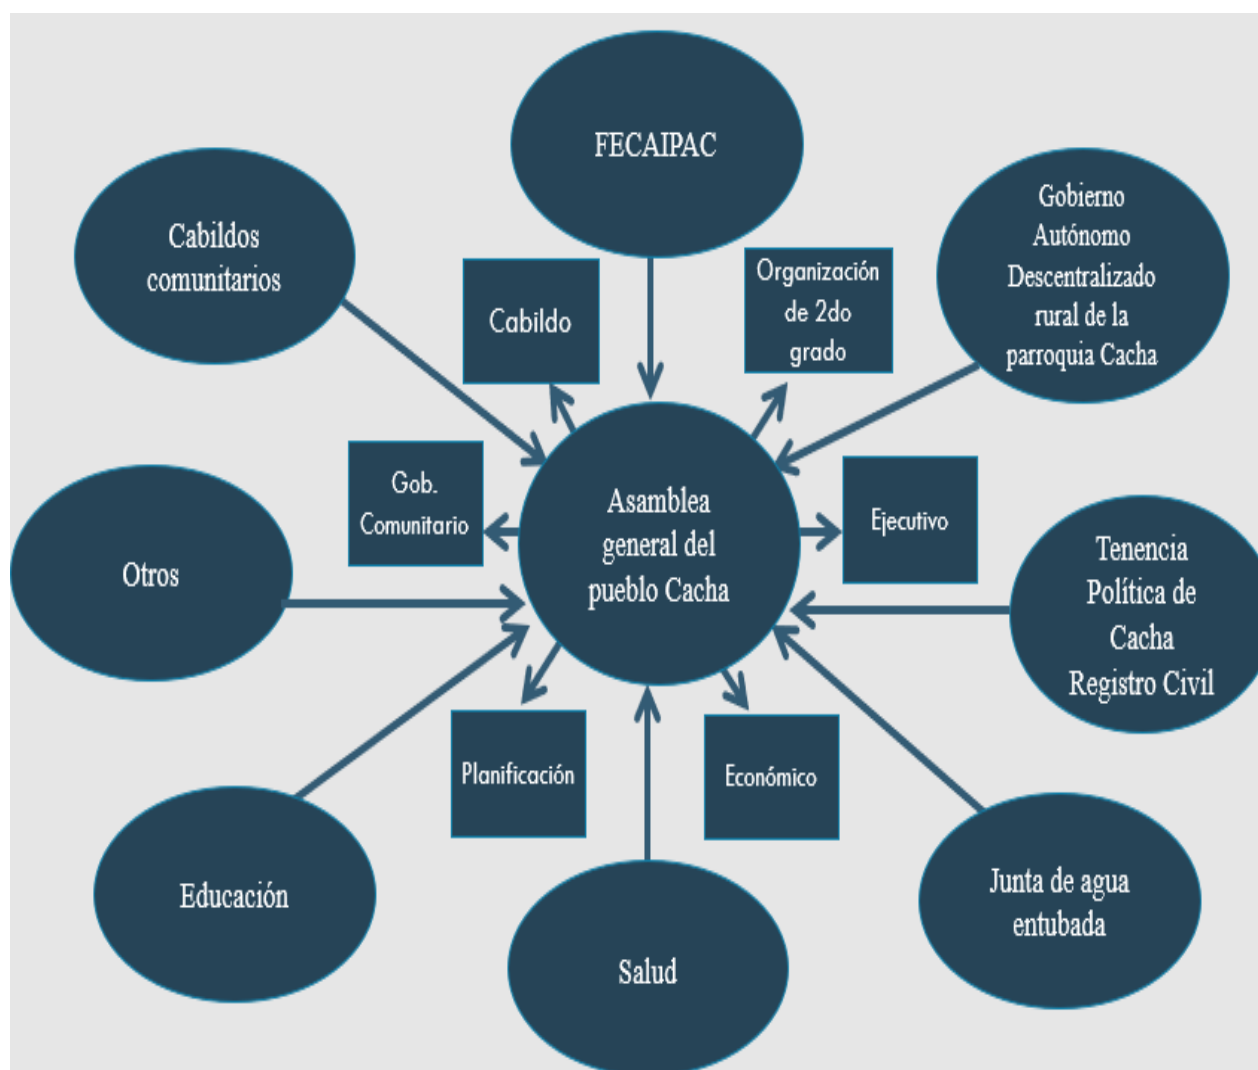 FECAIPAC
Cabildos
comunitarios
Gobierno
Autónomo
Descentralizado
rural de la
parroquia Cacha
Cabildo
Organización
de 2do
grado
Gob.
Comunitario
Asamblea
general del
pueblo Cacha
Ejecutivo
Otros
Tenencia
Política de
Cacha
Registro Civil
Planificación
Económico
Educación
Salud
Junta de agua
entubada